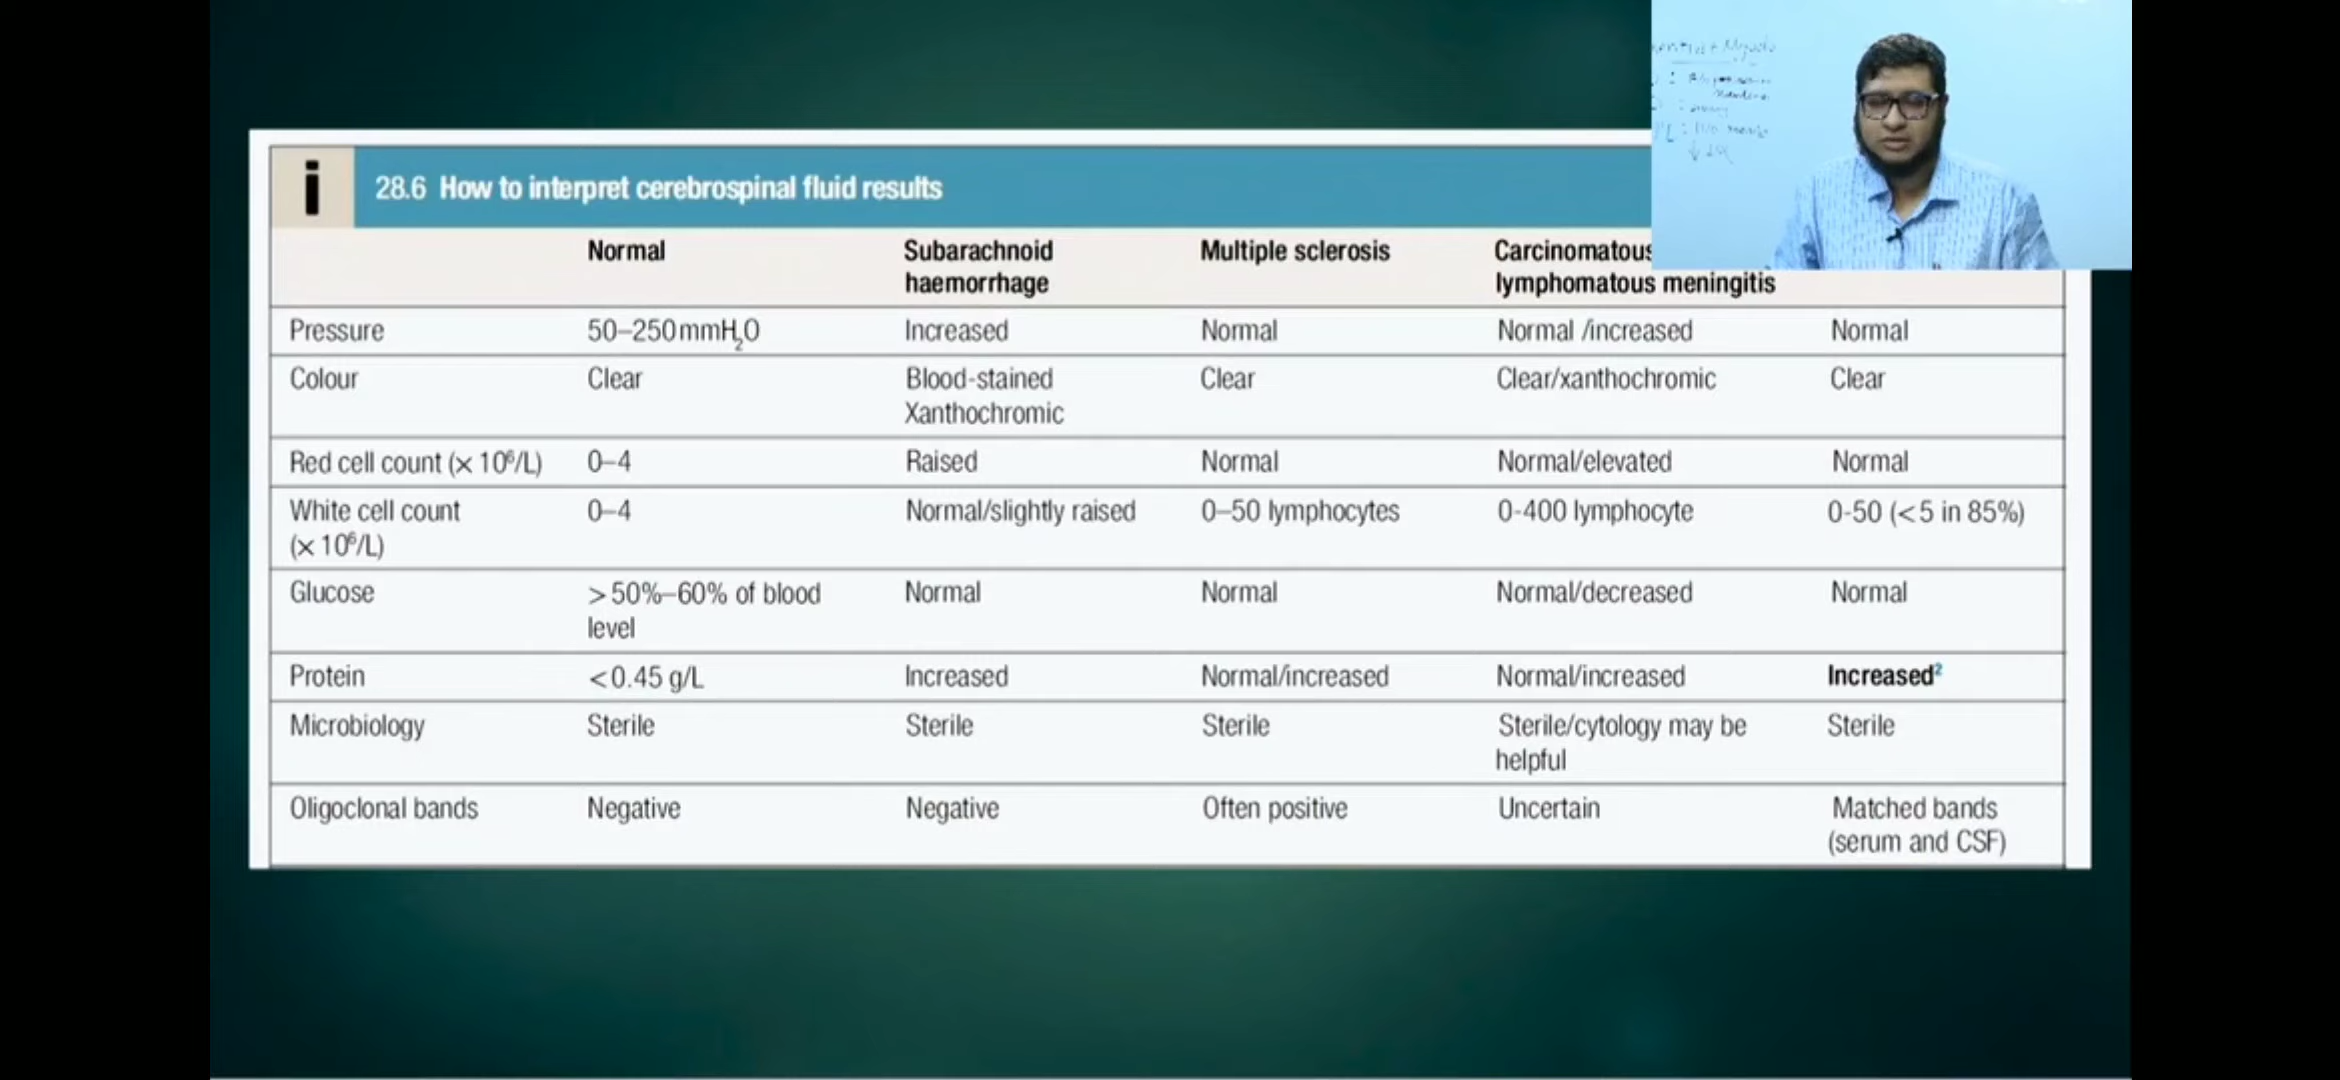 28.6 How to interpret cerebrospinal fluid results
Normal
Subarachnoid
haemorrhage
Multiple sclerosis
Carcinomatous
lymphomatous meningitis
Pressure
50–250mmH₂O
Increased
Normal
Normal /increased
Normal
Colour
Clear
Blood-stained
Xanthochromic
Clear
Clear/xanthochromic
Clear
Red cell count (× 10⁶/L)
0–4
Raised
Normal
Normal/elevated
Normal
White cell count
(× 10⁶/L)
0–4
Normal/slightly raised
0–50 lymphocytes
0-400 lymphocyte
0-50 (<5 in 85%)
Glucose
>50%–60% of blood
level
Normal
Normal
Normal/decreased
Normal
Protein
<0.45 g/L
Increased
Normal/increased
Normal/increased
Increased²
Microbiology
Sterile
Sterile
Sterile
Sterile/cytology may be
helpful
Sterile
Oligoclonal bands
Negative
Negative
Often positive
Uncertain
Matched bands
(serum and CSF)